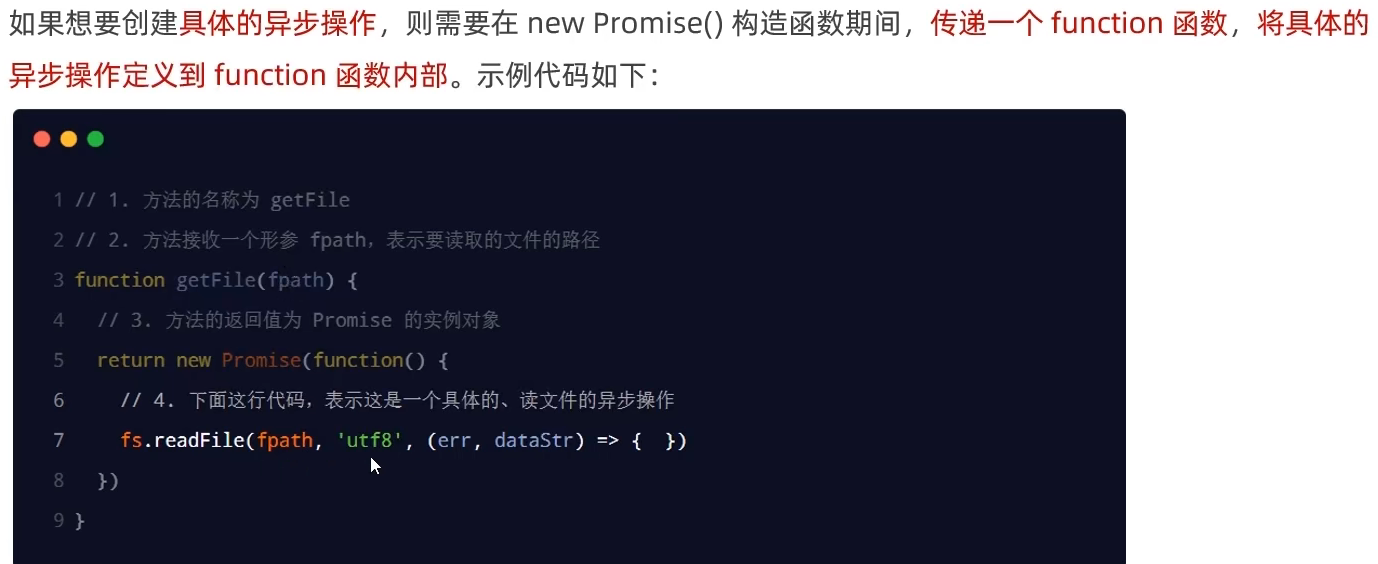 如果想要创建具体的异步操作，则需要在 new Promise() 构造函数期间，传递一个 function 函数，将具体的
异步操作定义到 function 函数内部。示例代码如下：
1 // 1. 方法的名称为 getFile
2 // 2. 方法接收一个形参 fpath，表示要读取的文件的路径
3 function getFile(fpath) {
4   // 3. 方法的返回值为 Promise 的实例对象
5   return new Promise(function() {
6     // 4. 下面这行代码，表示这是一个具体的、读文件的异步操作
7     fs.readFile(fpath, 'utf8', (err, dataStr) => {  })
8   })
9 }